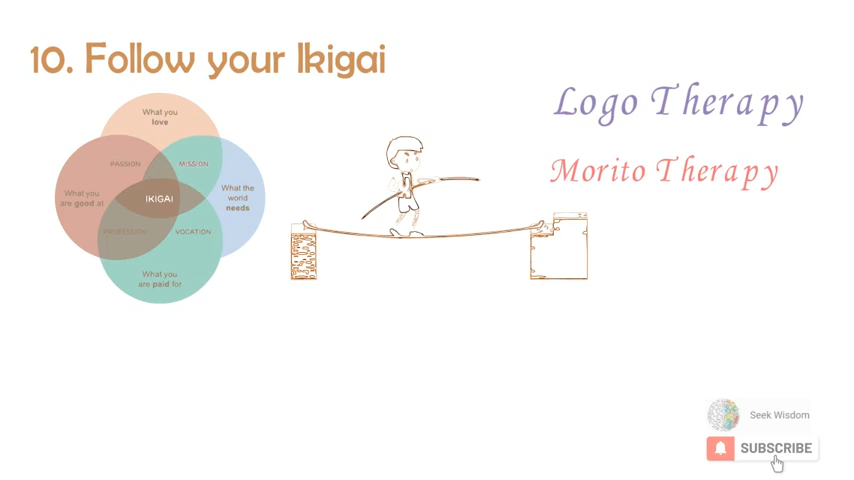 10. Follow your Ikigai
Logo Therapy
Morito Therapy
What you
love
PASSION
MISSION
What you
are good at
IKIGAI
What the
world
needs
PROFESSION
VOCATION
What you
are paid for
Seek Wisdom
SUBSCRIBE